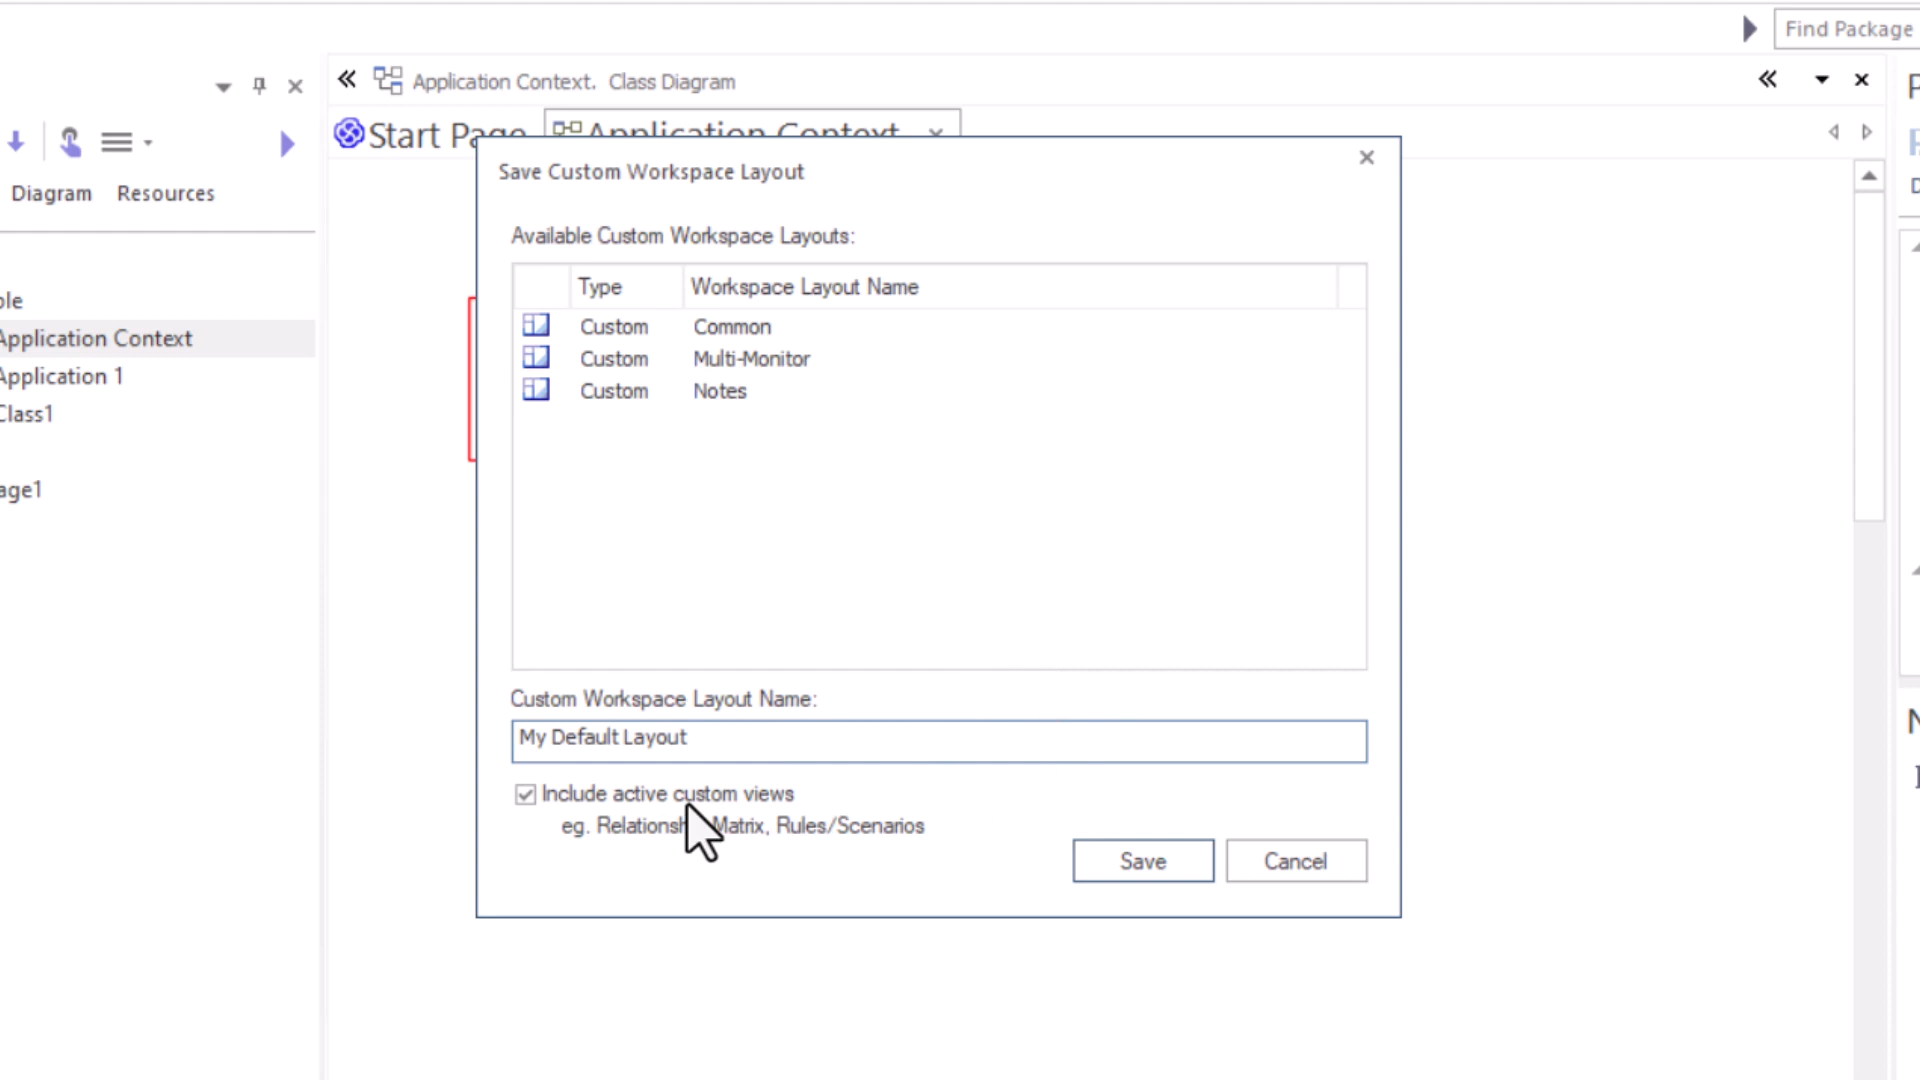 Find Package
Application Context. Class Diagram
Start Page
Application Context
Diagram
Resources
Application Context
Application 1
Class1
Save Custom Workspace Layout
Available Custom Workspace Layouts:
Type
Workspace Layout Name
Custom
Common
Custom
Multi-Monitor
Custom
Notes
Custom Workspace Layout Name:
My Default Layout
Include active custom views
eg. Relationsh Matrix, Rules/Scenarios
Save
Cancel